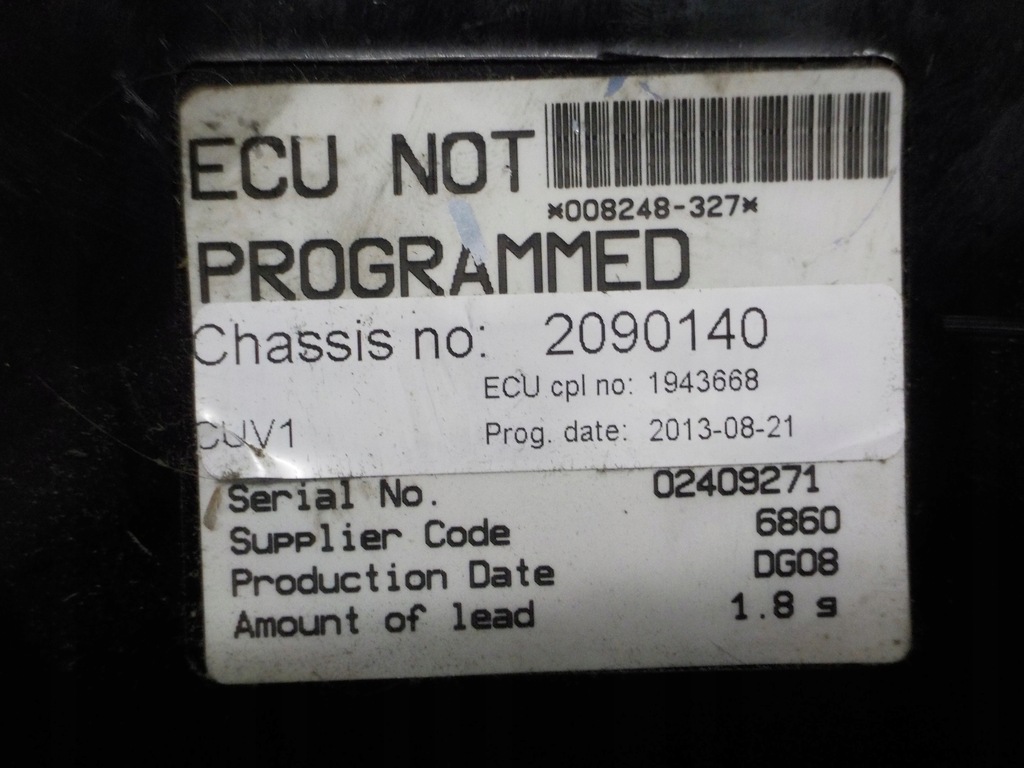 ECU NOT
*008248-327*
PROGRAMMED
Chassis no: 2090140
ECU cpl no: 1943668
CUV1 Prog. date: 2013-08-21
Serial No. 02409271
Supplier Code 6860
Production Date DG08
Amount of lead 1.8 g